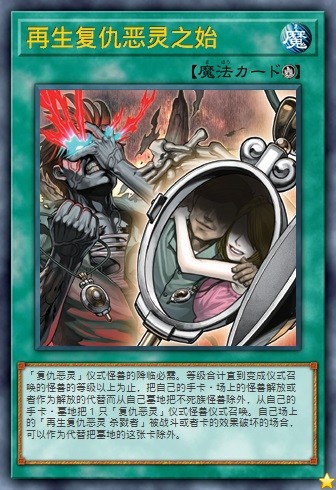 再生复仇恶灵之始
魔
【魔法カード】
「复仇恶灵」仪式怪兽的降临必需。等级合计直到变成仪式召
唤的怪兽的等级以上为止，把自己的手卡·场上的怪兽解放或
者作为解放的代替而从自己墓地把不死族怪兽除外，从自己的
手卡·墓地把1只「复仇恶灵」仪式怪兽仪式召唤。自己场上
的「再生复仇恶灵 杀戮者」被战斗或者卡的效果破坏的场合，
可以作为代替把墓地的这张卡除外。